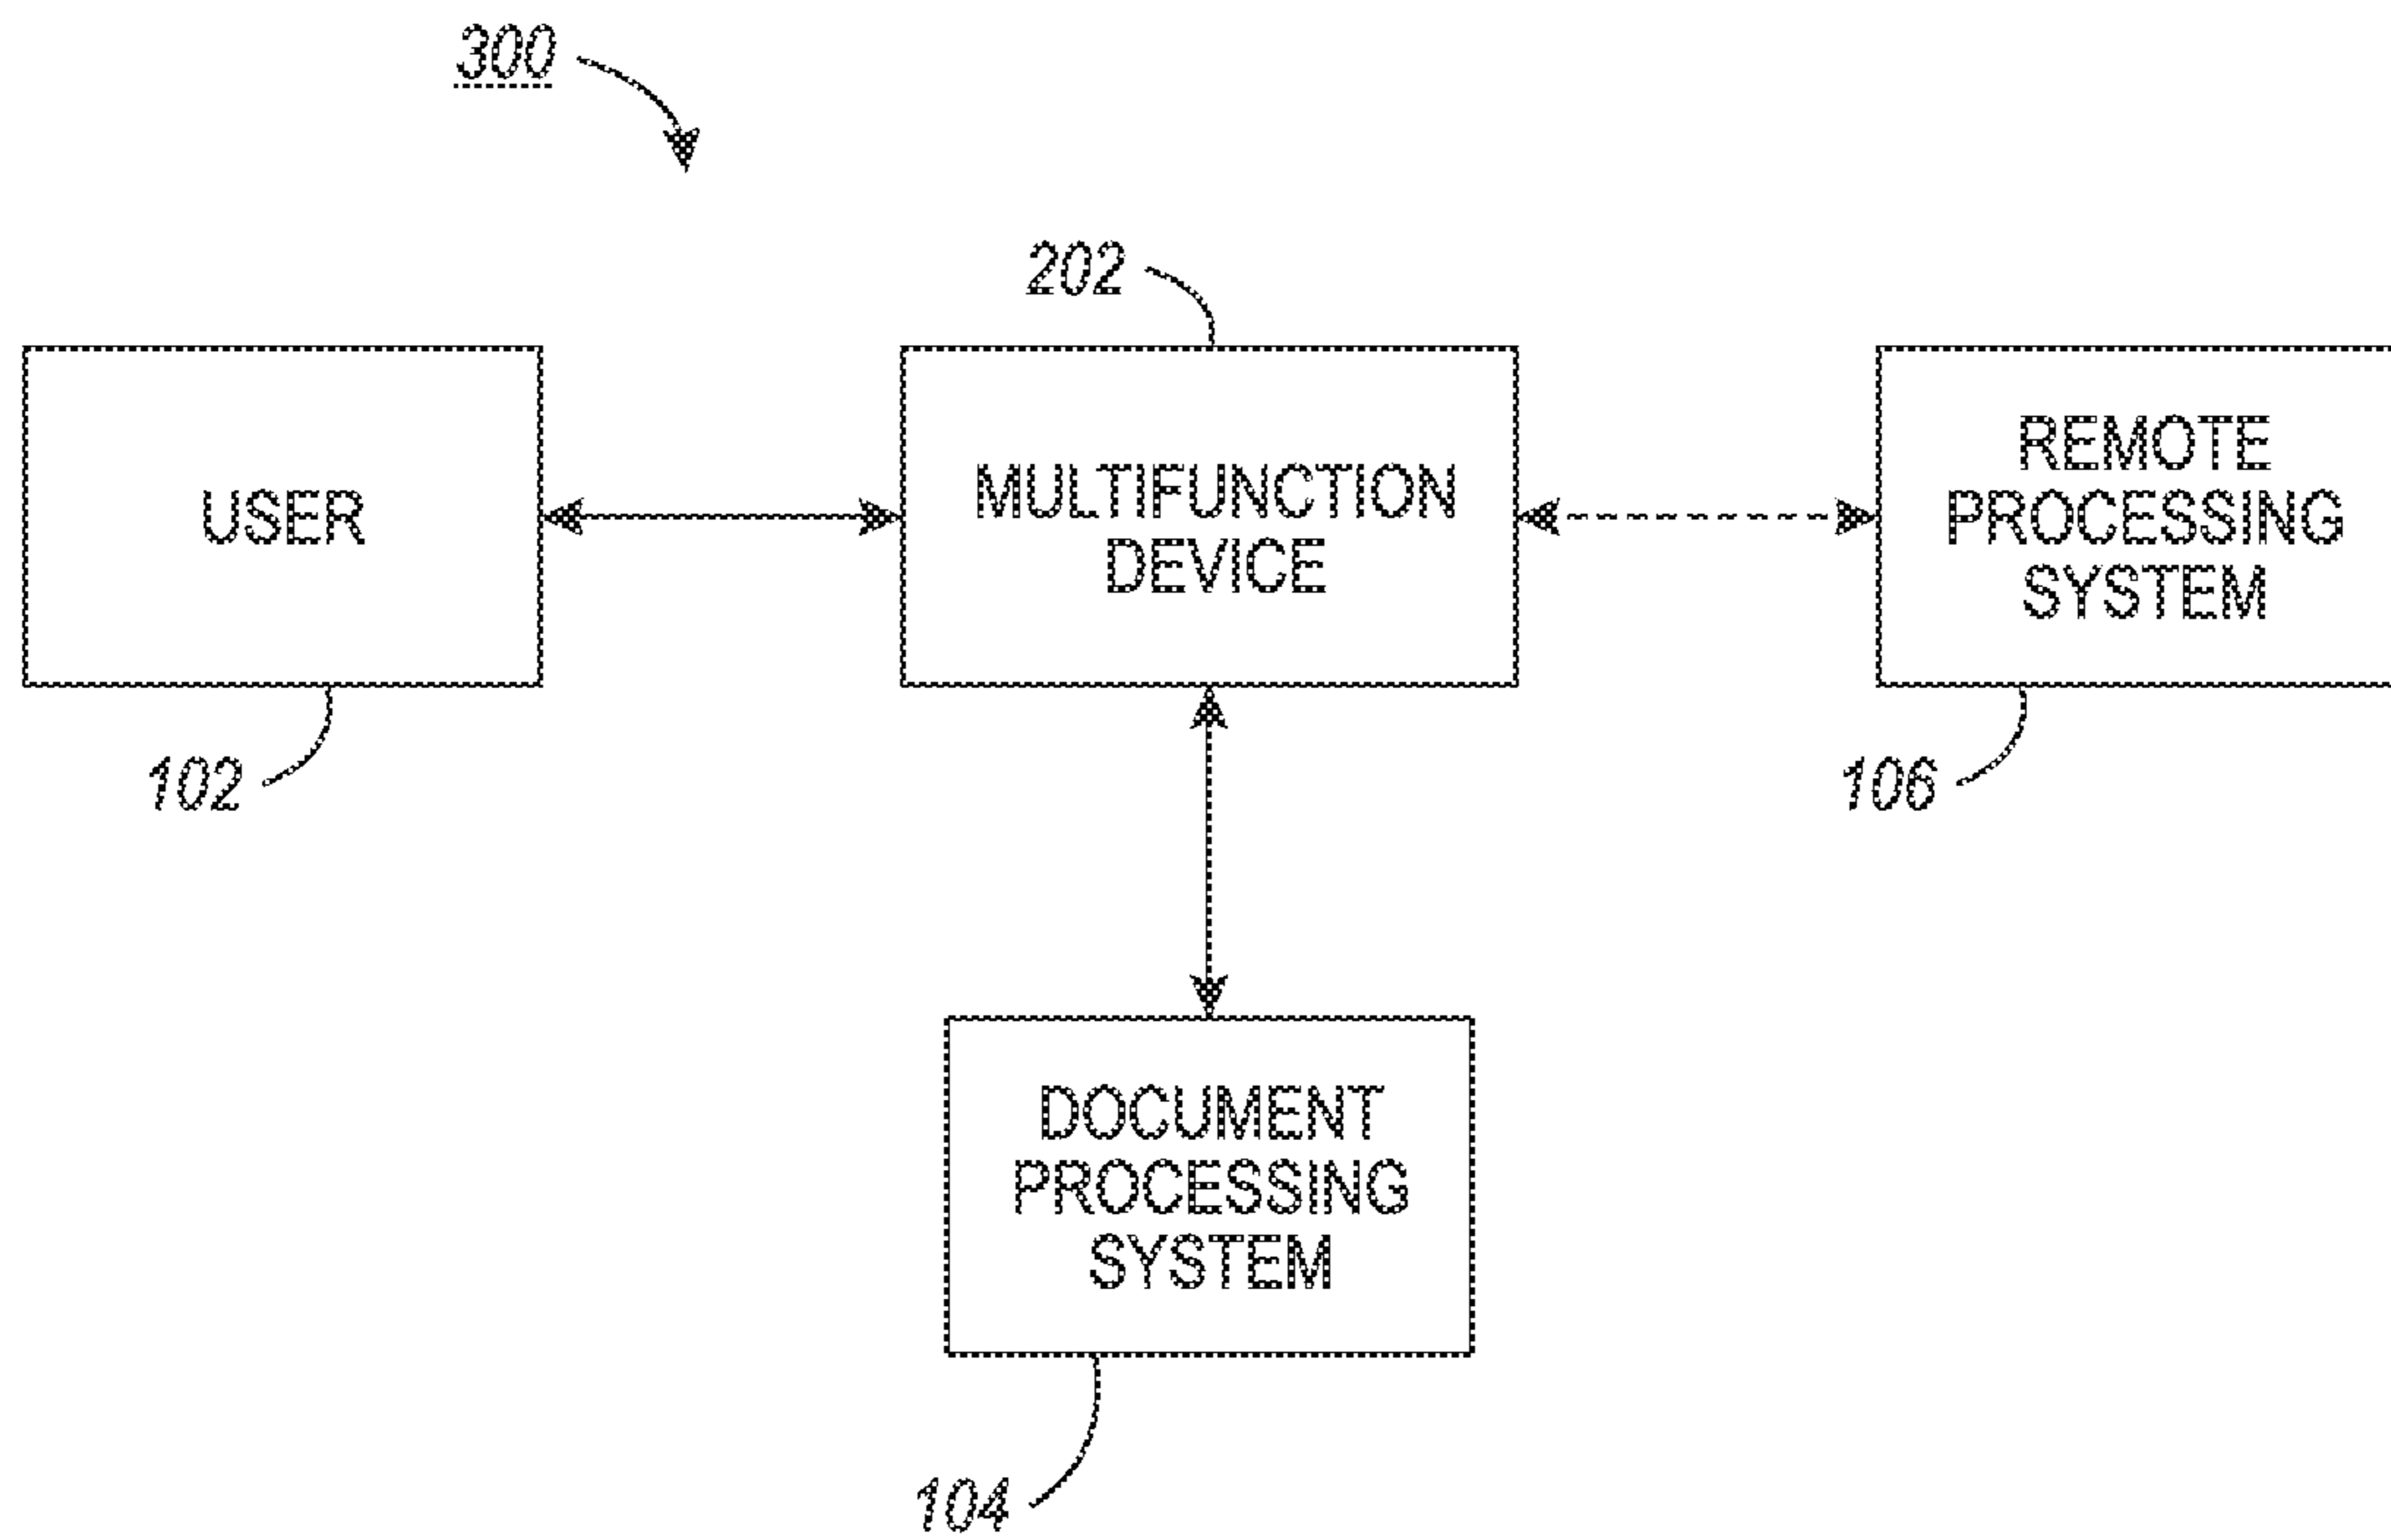 300
202
USER
MULTIFUNCTION
DEVICE
REMOTE
PROCESSING
SYSTEM
102
106
DOCUMENT
PROCESSING
SYSTEM
104